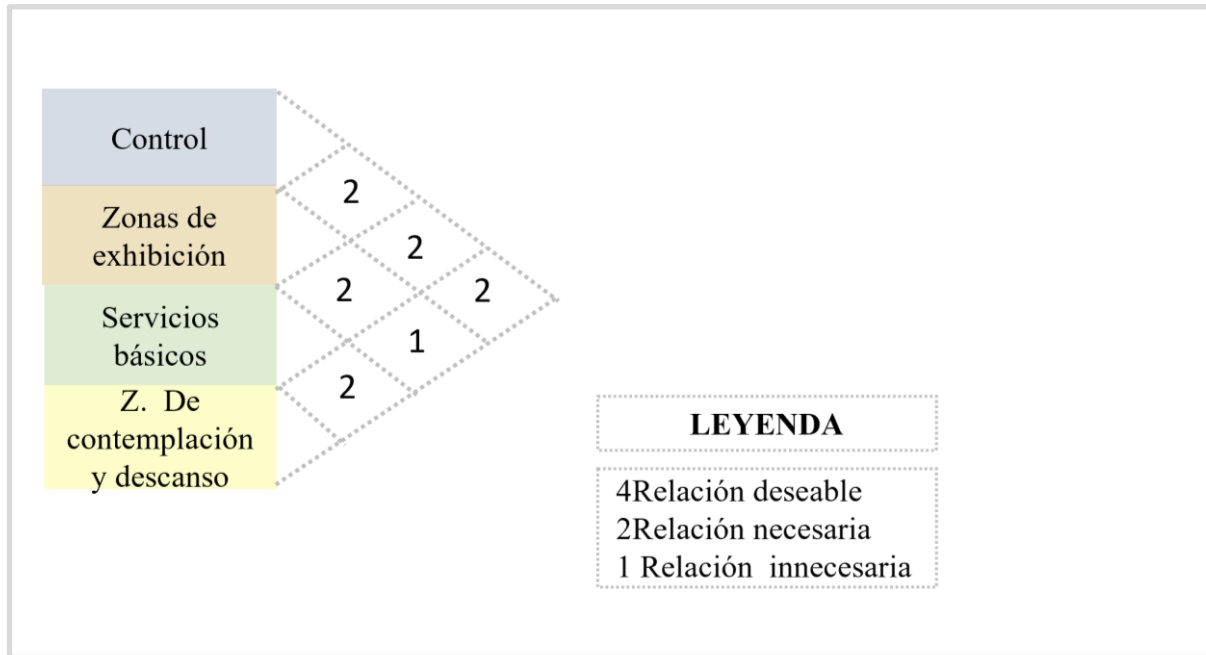 Control
Zonas de
exhibición
Servicios
básicos
Z. De
contemplación
y descanso
2
2
2
2
1
2
LEYENDA
4Relación deseable
2Relación necesaria
1 Relación innecesaria